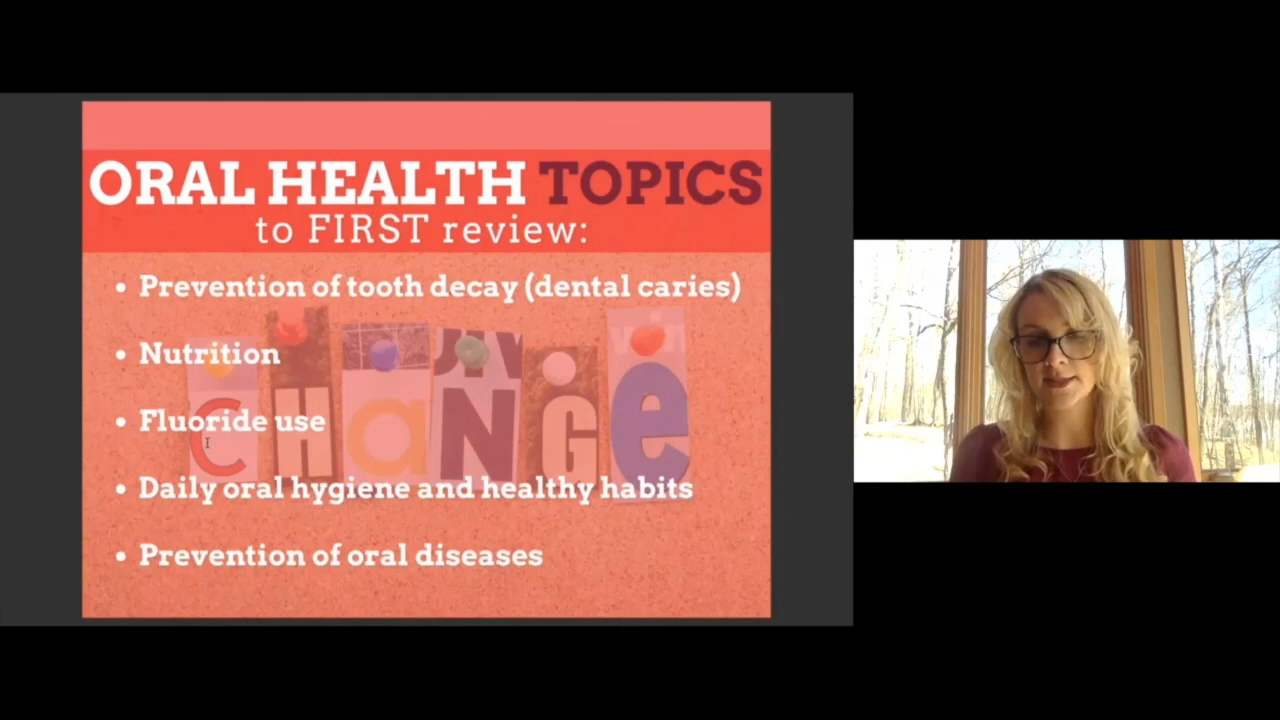 ORAL HEALTH TOPICS
to FIRST review:
• Prevention of tooth decay (dental caries)
• Nutrition
• Fluoride use
• Daily oral hygiene and healthy habits
• Prevention of oral diseases
cHaNGe